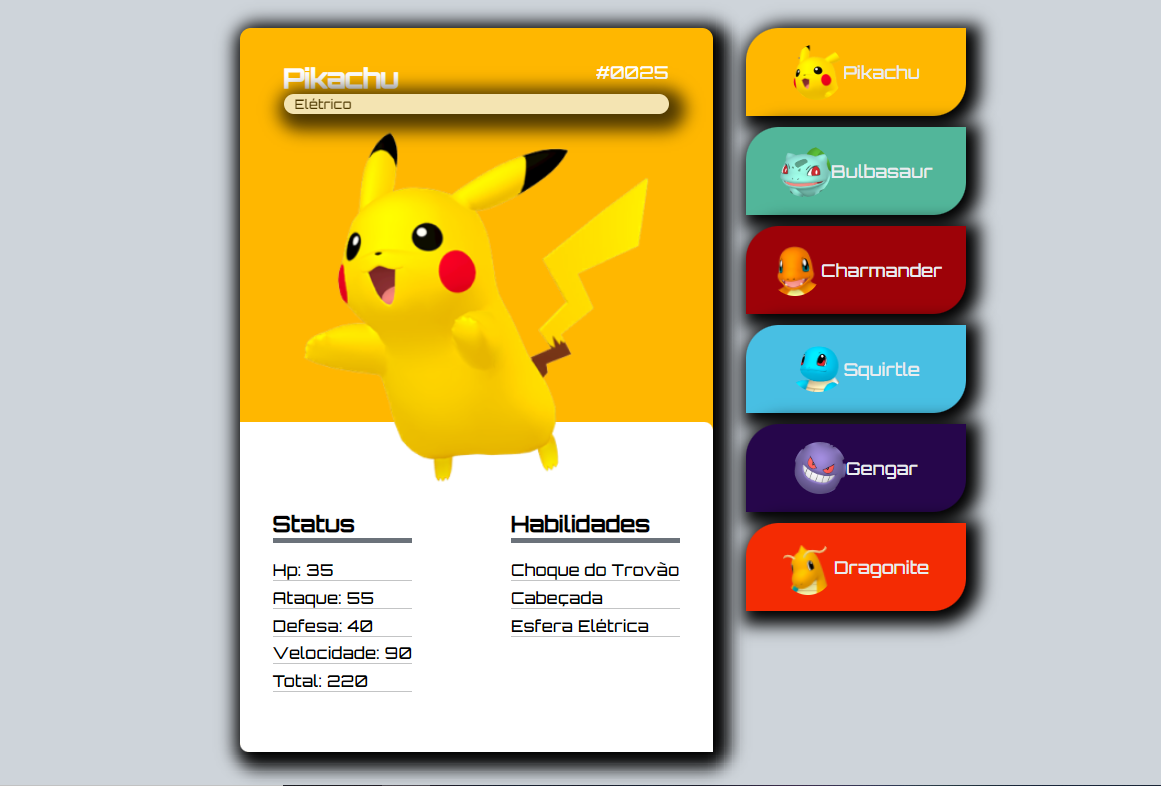 Pikachu
#0025
Elétrico
Status
Hp: 35
Ataque: 55
Defesa: 40
Velocidade: 90
Total: 220
Habilidades
Choque do Trovão
Cabeçada
Esfera Elétrica
Pikachu
Bulbasaur
Charmander
Squirtle
Gengar
Dragonite